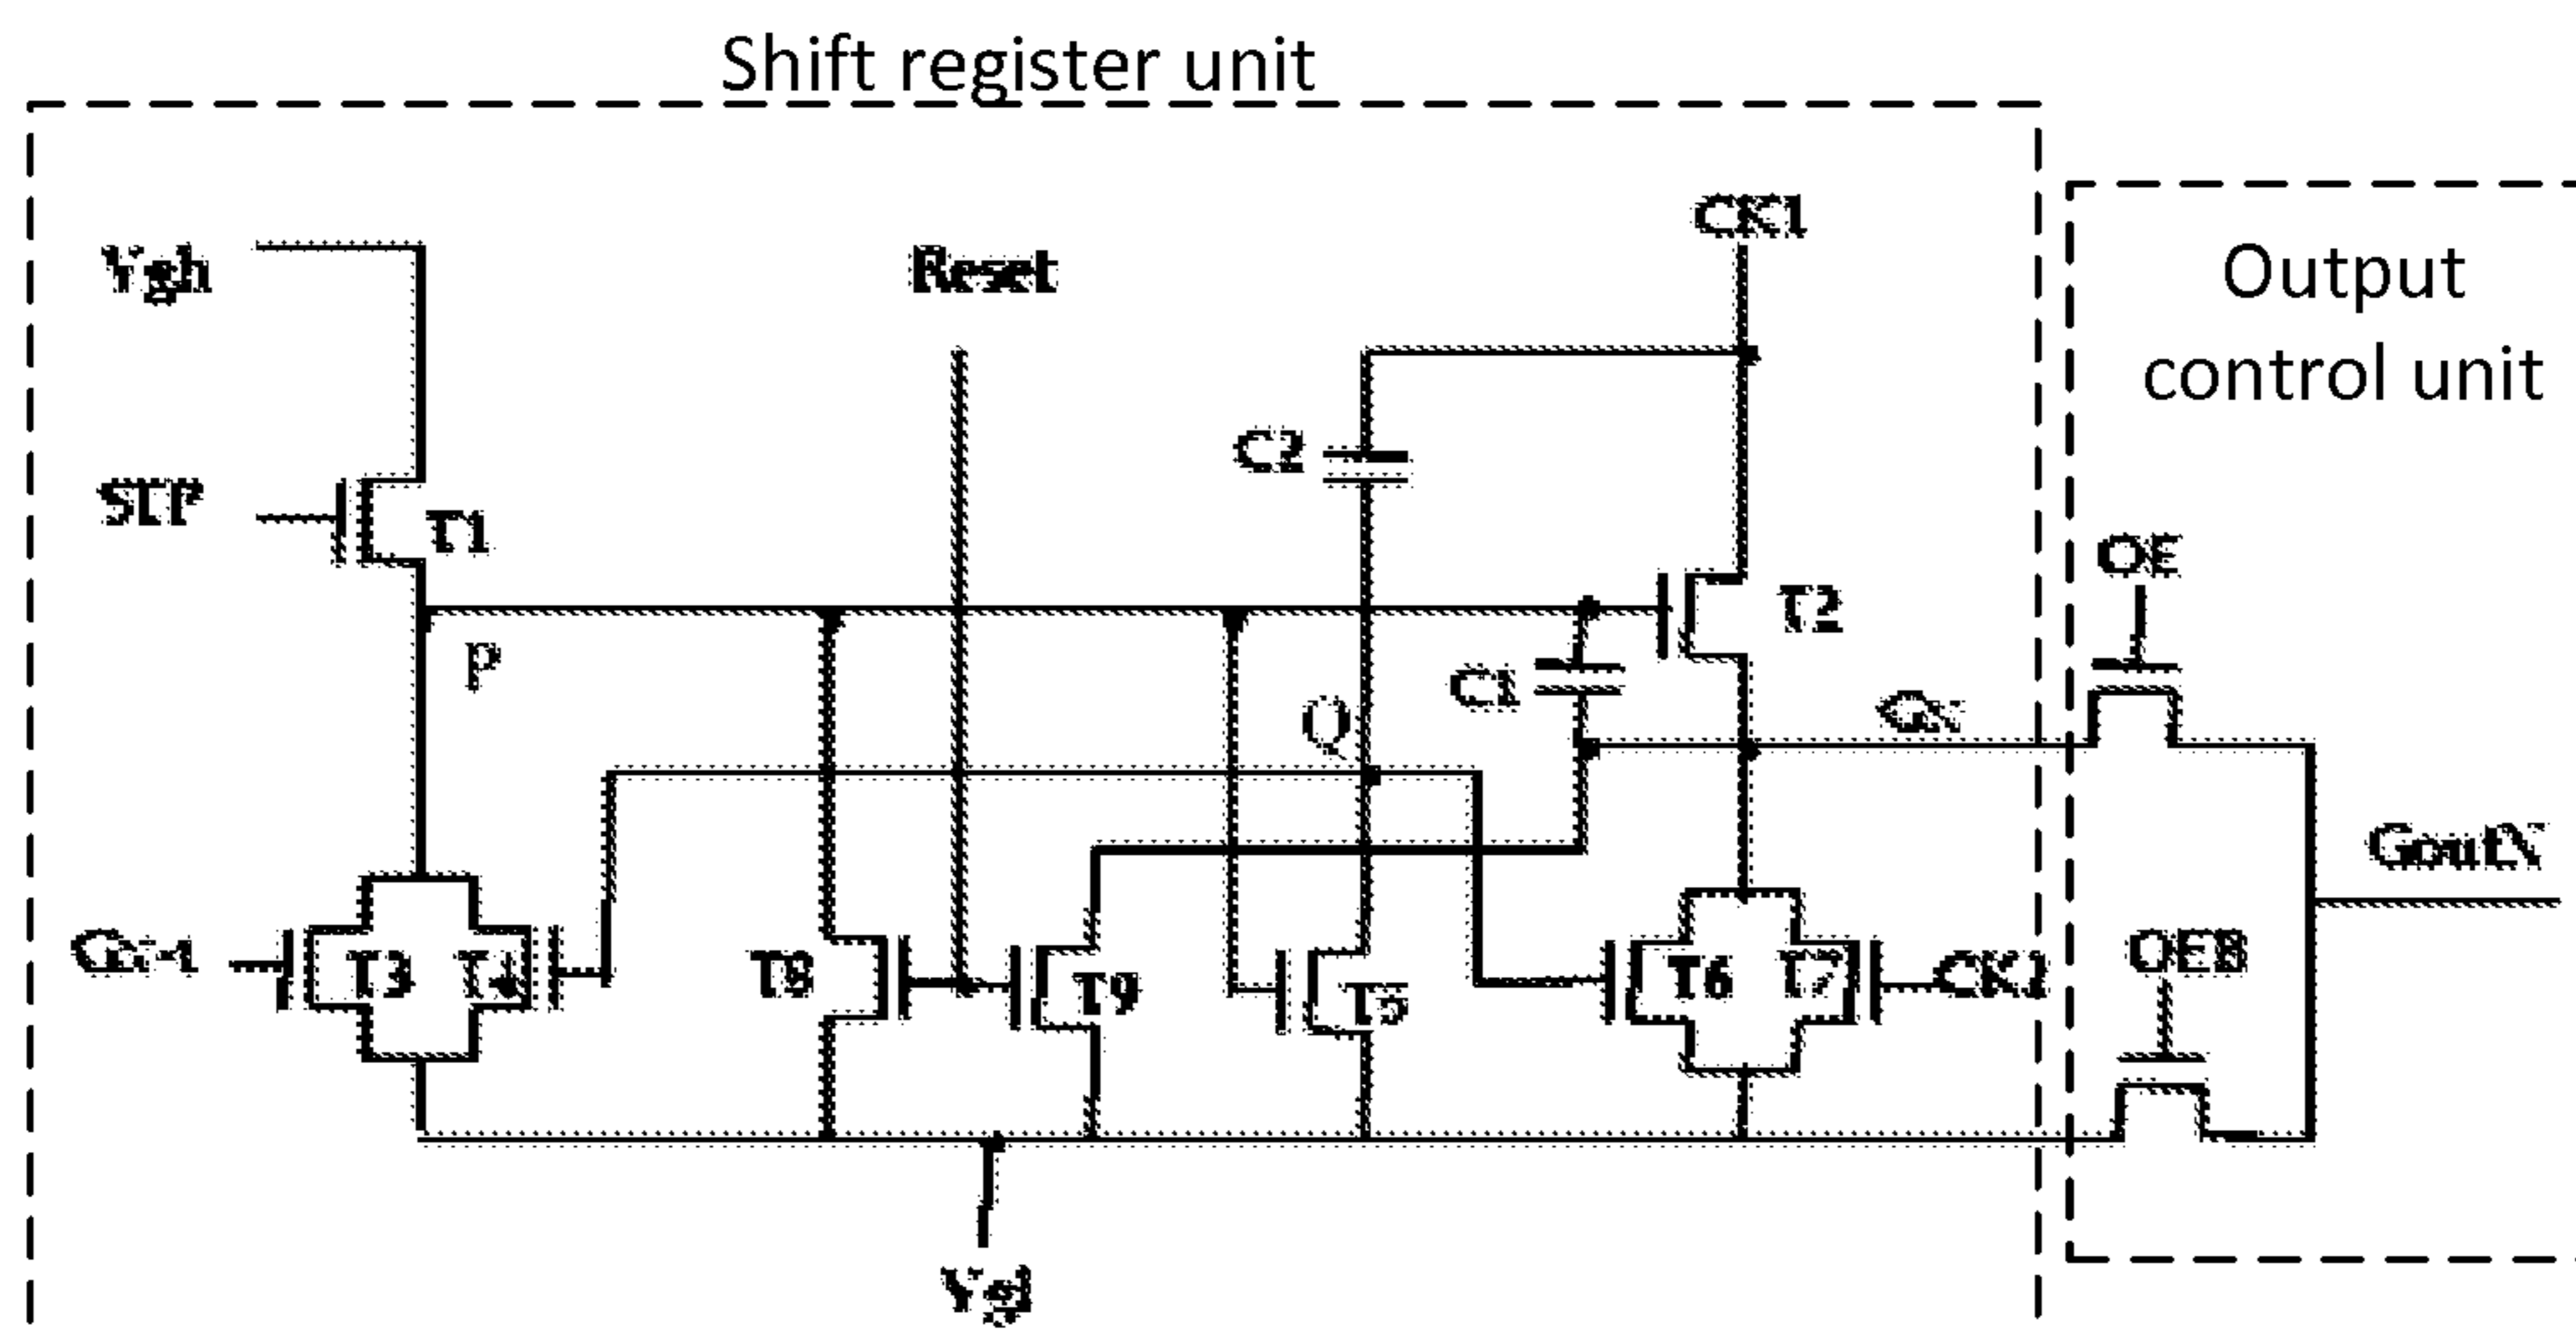 Shift register unit
CK1
Vgh
Reset
Output
control unit
C2
STP
T1
OE
T2
P
C1
Q
GN
GoutN
T3
T4
T8
T9
T5
T6
T7
OEB
Vgl